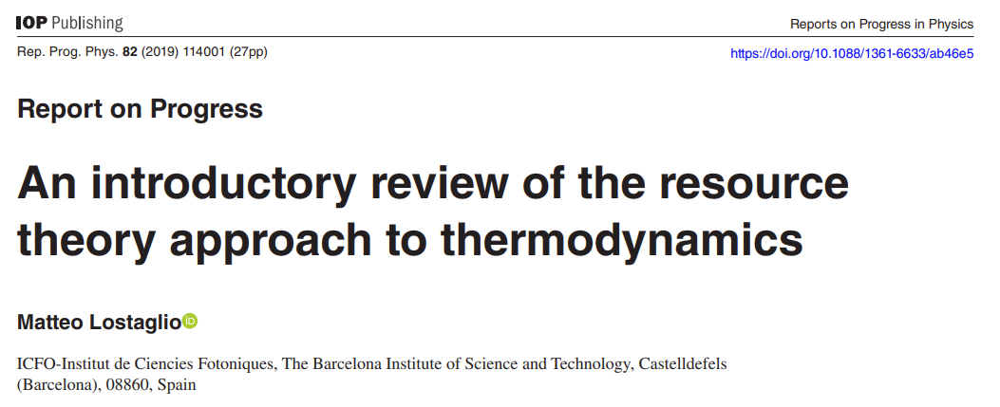 IOP Publishing
Reports on Progress in Physics
Rep. Prog. Phys. 82 (2019) 114001 (27pp)
https://doi.org/10.1088/1361-6633/ab46e5
Report on Progress
An introductory review of the resource
theory approach to thermodynamics
Matteo Lostaglio iD
ICFO-Institut de Ciencies Fotoniques, The Barcelona Institute of Science and Technology, Castelldefels
(Barcelona), 08860, Spain